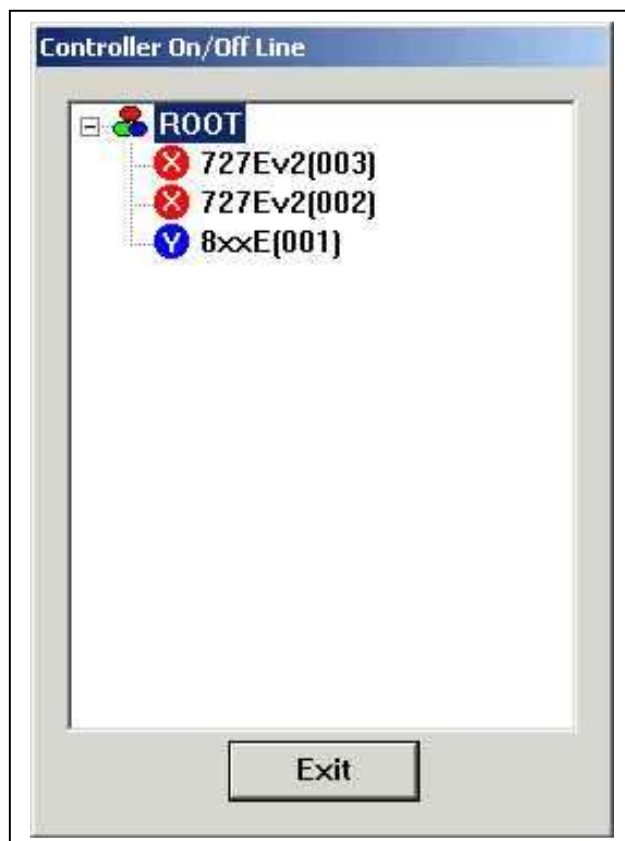 Controller On/Off Line
ROOT
X 727Ev2(003)
X 727Ev2(002)
Y 8xxE(001)
Exit